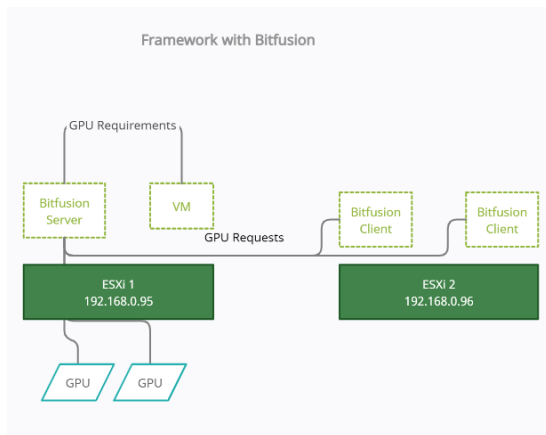 Framework with Bitfusion
GPU Requirements
Bitfusion
Server
VM
Bitfusion
Client
Bitfusion
Client
GPU Requests
ESXi 1
192.168.0.95
ESXi 2
192.168.0.96
GPU
GPU